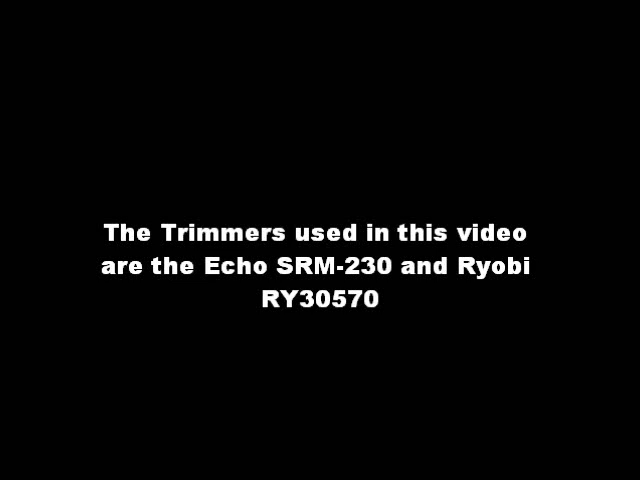 The Trimmers used in this video
are the Echo SRM-230 and Ryobi
RY30570